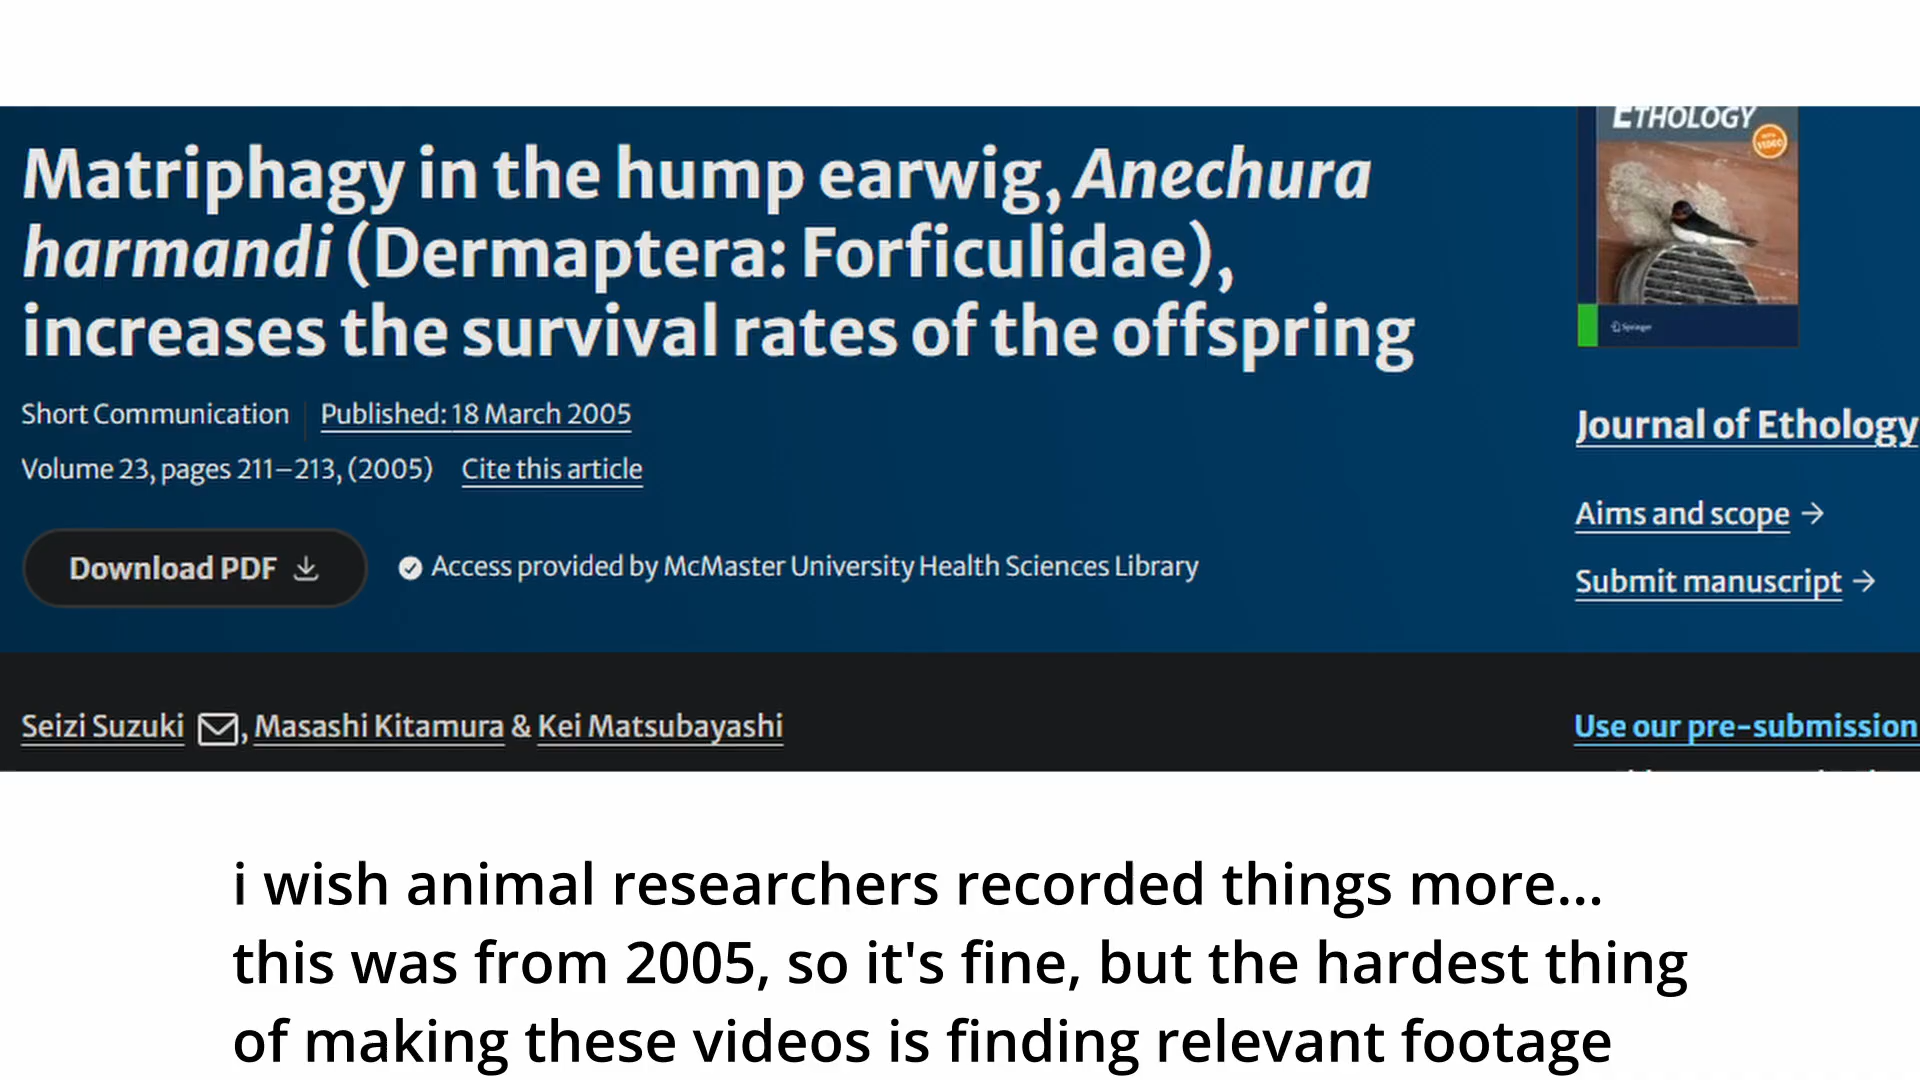 ETHOLOGY
Matriphagy in the hump earwig, Anechura
harmandi (Dermaptera: Forficulidae),
increases the survival rates of the offspring
Springer
Short Communication
Published: 18 March 2005
Journal of Ethology
Volume 23, pages 211–213, (2005)
Cite this article
Aims and scope →
Download PDF
Access provided by McMaster University Health Sciences Library
Submit manuscript →
Seizi Suzuki , Masashi Kitamura & Kei Matsubayashi
Use our pre-submission
i wish animal researchers recorded things more...
this was from 2005, so it's fine, but the hardest thing
of making these videos is finding relevant footage